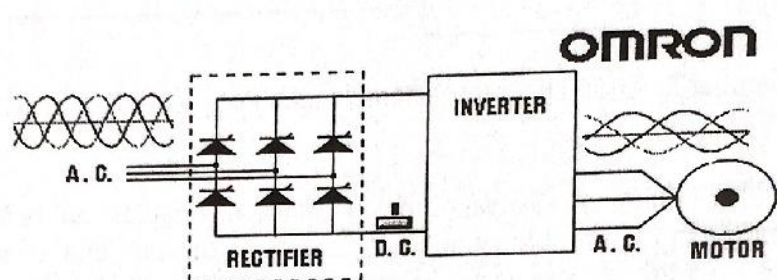 OMRON
INVERTER
A. C.
RECTIFIER
D. C.
A. C.
MOTOR